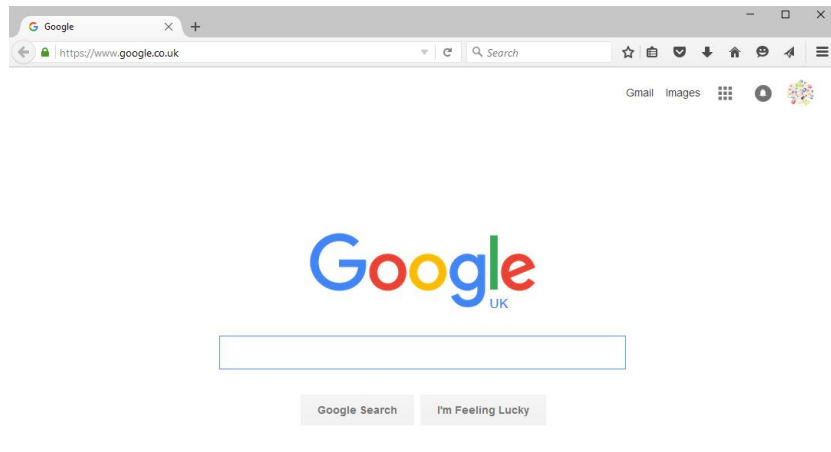 Google
https://www.google.co.uk
Search
Gmail Images
Google
UK
Google Search I'm Feeling Lucky